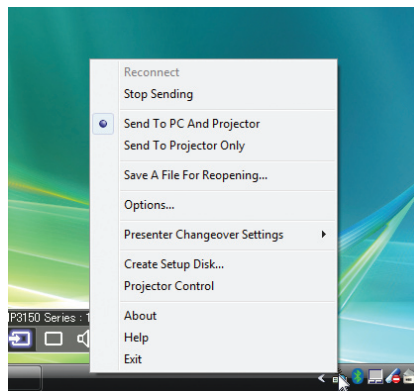 Reconnect
Stop Sending
Send To PC And Projector
Send To Projector Only
Save A File For Reopening...
Options...
Presenter Changeover Settings
Create Setup Disk...
Projector Control
About
Help
Exit
NP3150 Series : 1